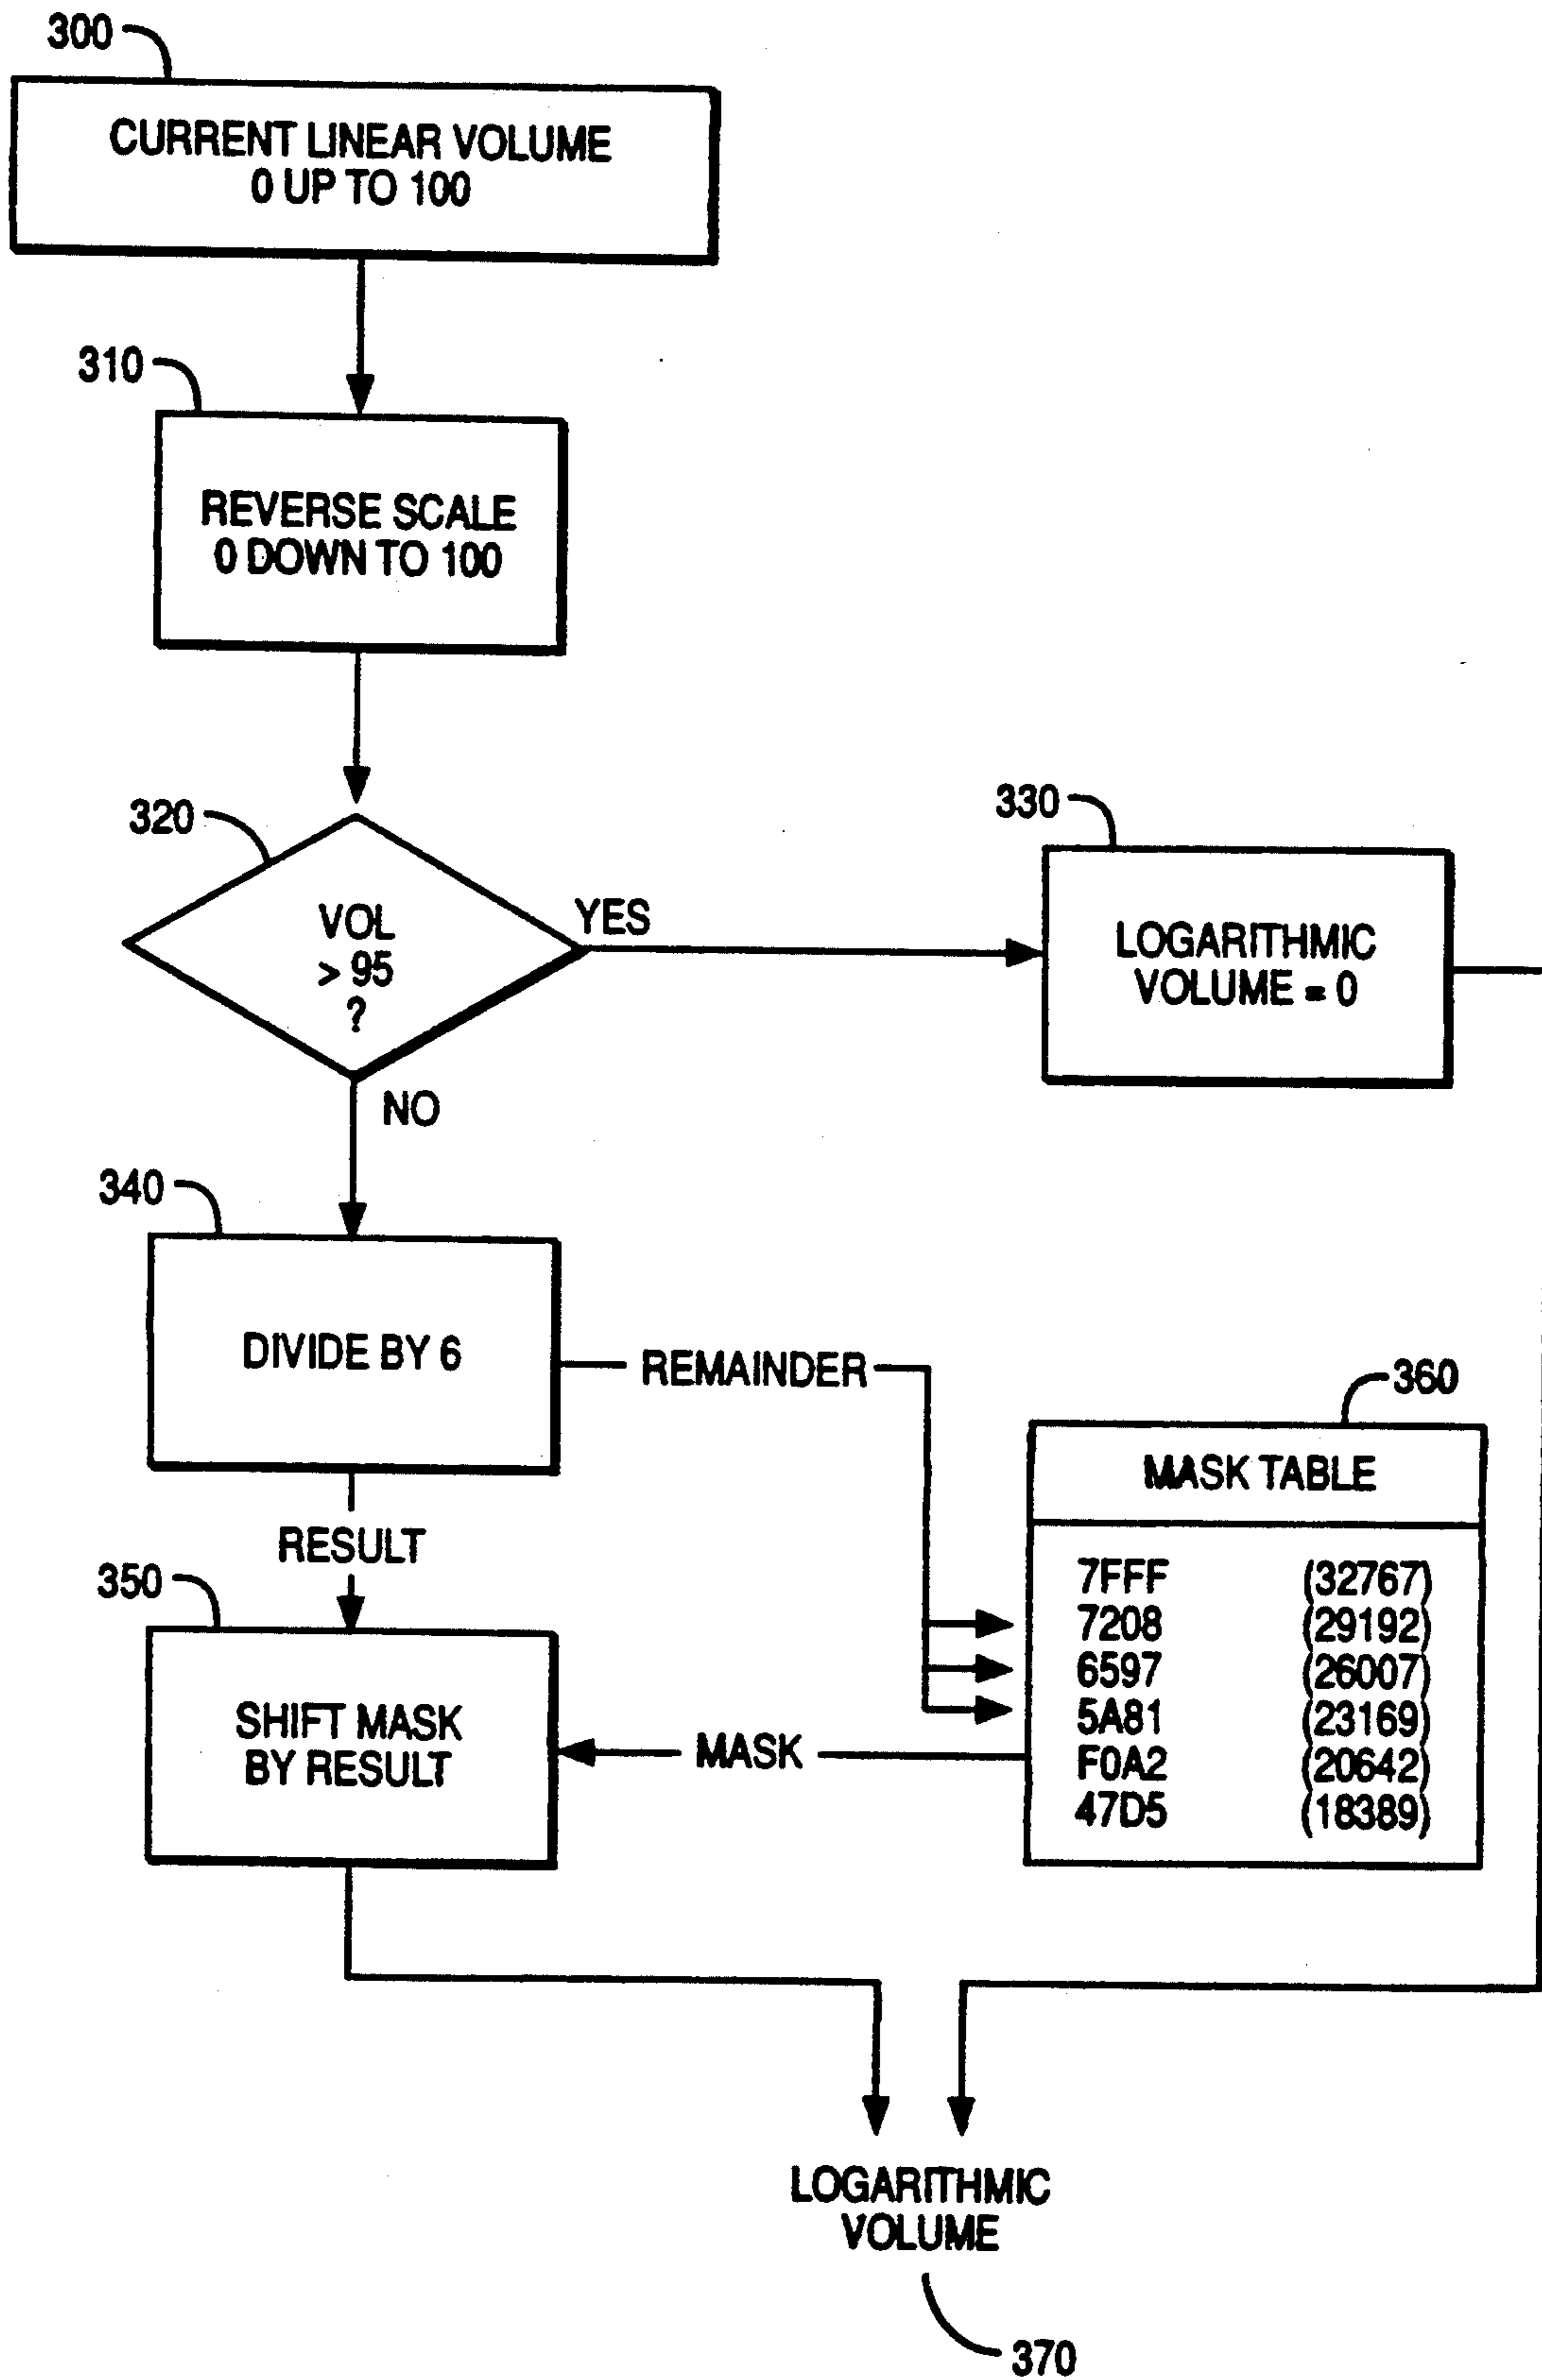 300
CURRENT LINEAR VOLUME
0 UP TO 100
310
REVERSE SCALE
0 DOWN TO 100
320
VOL
> 95
?
YES
NO
330
LOGARITHMIC
VOLUME = 0
340
DIVIDE BY 6
REMAINDER
RESULT
360
MASK TABLE
7FFF (32767)
7208 (29192)
6597 (26007)
5A81 (23169)
F0A2 (20642)
47D5 (18389)
350
SHIFT MASK
BY RESULT
MASK
LOGARITHMIC
VOLUME
370